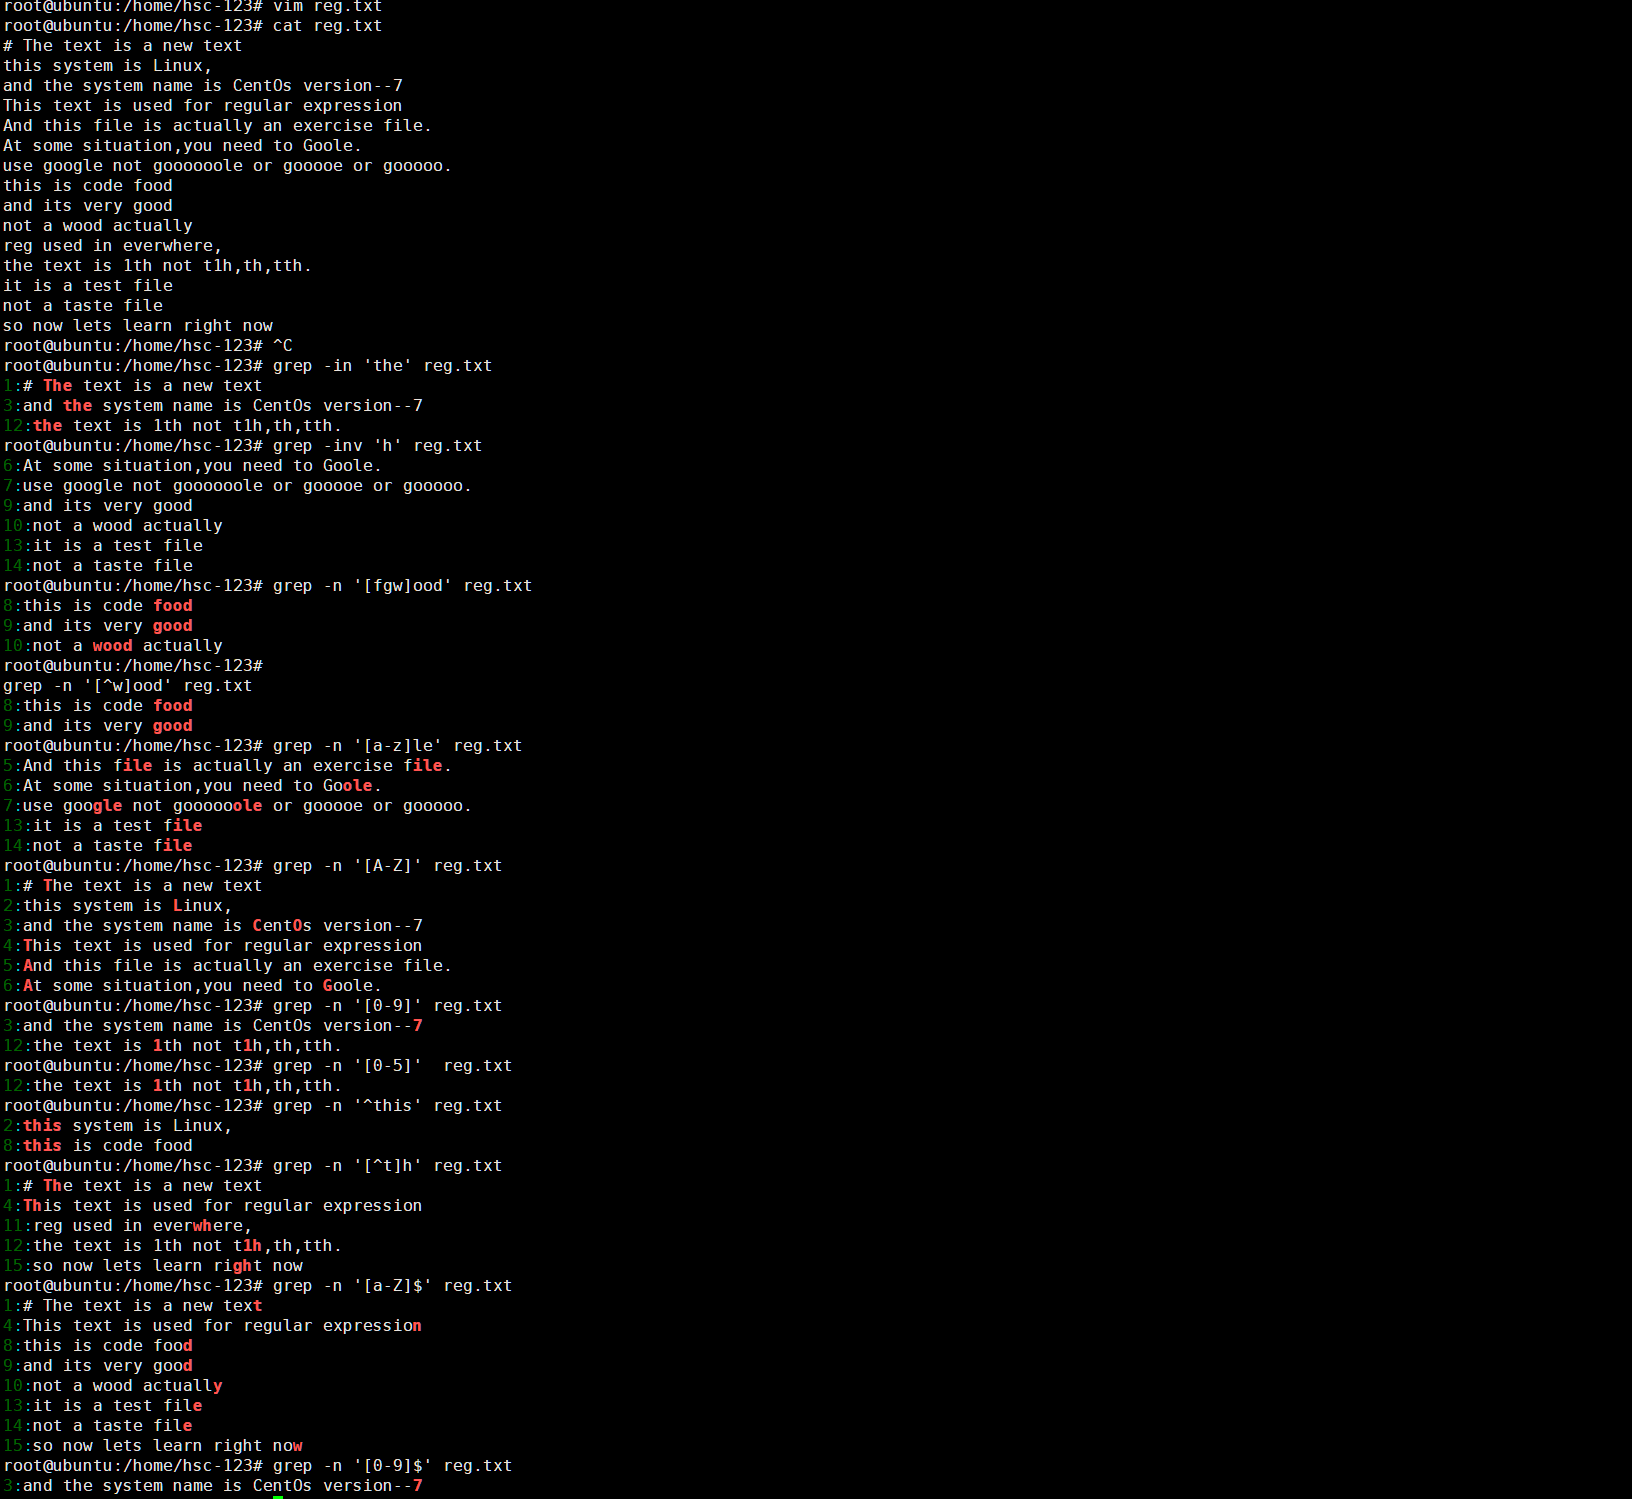 root@ubuntu:/home/hsc-123# vim reg.txt
root@ubuntu:/home/hsc-123# cat reg.txt
# The text is a new text
this system is Linux,
and the system name is CentOs version--7
This text is used for regular expression
And this file is actually an exercise file.
At some situation,you need to Goole.
use google not goooooole or gooooe or gooooo.
this is code food
and its very good
not a wood actually
reg used in everwhere,
the text is 1th not t1h,th,tth.
it is a test file
not a taste file
so now lets learn right now
root@ubuntu:/home/hsc-123# ^C
root@ubuntu:/home/hsc-123# grep -in 'the' reg.txt
1:# The text is a new text
3:and the system name is CentOs version--7
12:the text is 1th not t1h,th,tth.
root@ubuntu:/home/hsc-123# grep -inv 'h' reg.txt
6:At some situation,you need to Goole.
7:use google not goooooole or gooooe or gooooo.
9:and its very good
10:not a wood actually
13:it is a test file
14:not a taste file
root@ubuntu:/home/hsc-123# grep -n '[fgw]ood' reg.txt
8:this is code food
9:and its very good
10:not a wood actually
root@ubuntu:/home/hsc-123#
grep -n '[^w]ood' reg.txt
8:this is code food
9:and its very good
root@ubuntu:/home/hsc-123# grep -n '[a-z]le' reg.txt
5:And this file is actually an exercise file.
6:At some situation,you need to Goole.
7:use google not goooooole or gooooe or gooooo.
13:it is a test file
14:not a taste file
root@ubuntu:/home/hsc-123# grep -n '[A-Z]' reg.txt
1:# The text is a new text
2:this system is Linux,
3:and the system name is CentOs version--7
4:This text is used for regular expression
5:And this file is actually an exercise file.
6:At some situation,you need to Goole.
root@ubuntu:/home/hsc-123# grep -n '[0-9]' reg.txt
3:and the system name is CentOs version--7
12:the text is 1th not t1h,th,tth.
root@ubuntu:/home/hsc-123# grep -n '[0-5]'  reg.txt
12:the text is 1th not t1h,th,tth.
root@ubuntu:/home/hsc-123# grep -n '^this' reg.txt
2:this system is Linux,
8:this is code food
root@ubuntu:/home/hsc-123# grep -n '[^t]h' reg.txt
1:# The text is a new text
4:This text is used for regular expression
11:reg used in everwhere,
12:the text is 1th not t1h,th,tth.
15:so now lets learn right now
root@ubuntu:/home/hsc-123# grep -n '[a-Z]$' reg.txt
1:# The text is a new text
4:This text is used for regular expression
8:this is code food
9:and its very good
10:not a wood actually
13:it is a test file
14:not a taste file
15:so now lets learn right now
root@ubuntu:/home/hsc-123# grep -n '[0-9]$' reg.txt
3:and the system name is CentOs version--7